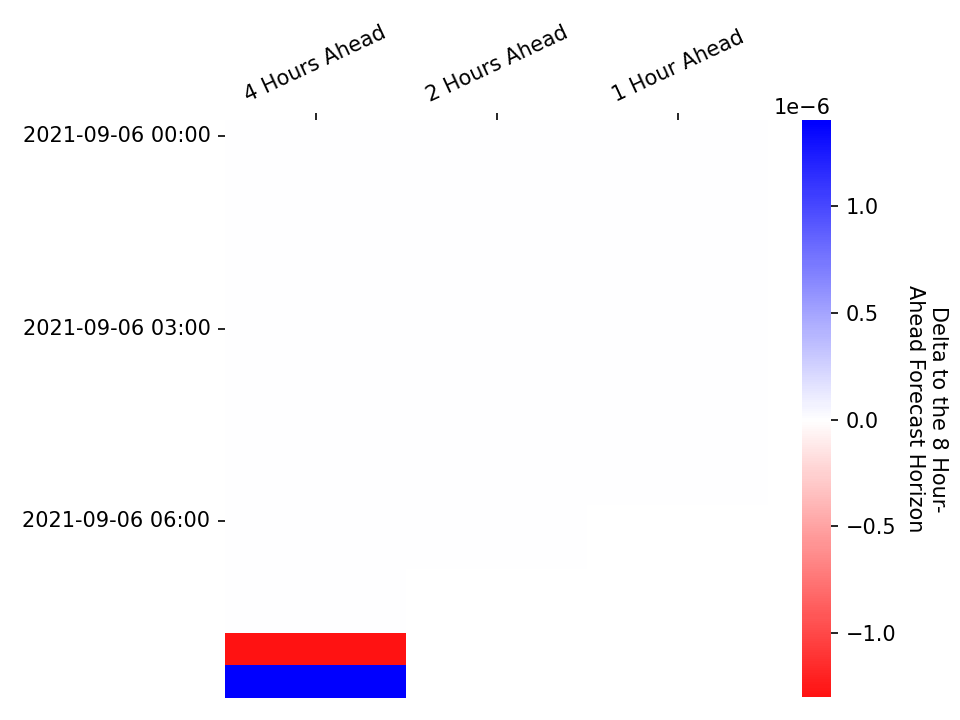 4 Hours Ahead
2 Hours Ahead
1 Hour Ahead
1e−6
2021-09-06 00:00
2021-09-06 03:00
2021-09-06 06:00
1.0
0.5
0.0
−0.5
−1.0
Delta to the 8 Hour-
Ahead Forecast Horizon